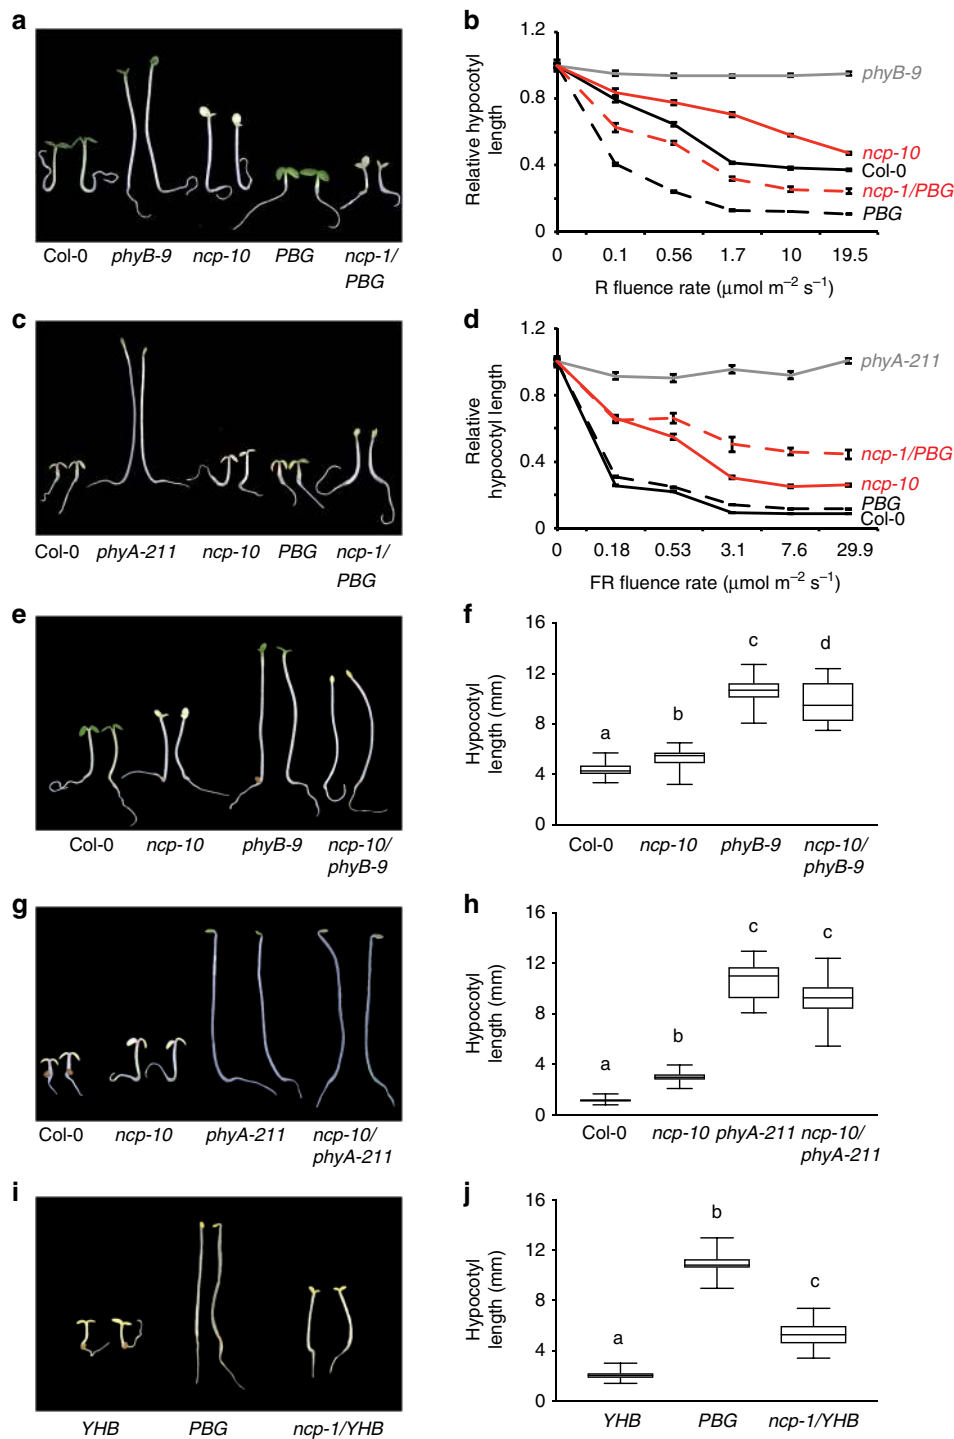 a
Col-0 phyB-9 ncp-10 PBG ncp-1/
PBG
b
Relative hypocotyl
length
1.2
0.8
0.4
0
0 0.1 0.56 1.7 10 19.5
R fluence rate (μmol m⁻² s⁻¹)
phyB-9
ncp-10
Col-0
ncp-1/PBG
PBG
c
Col-0 phyA-211 ncp-10 PBG ncp-1/
PBG
d
Relative
hypocotyl length
1.2
0.8
0.4
0
0 0.18 0.53 3.1 7.6 29.9
FR fluence rate (μmol m⁻² s⁻¹)
phyA-211
ncp-1/PBG
ncp-10
PBG
Col-0
e
Col-0 ncp-10 phyB-9 ncp-10/
phyB-9
f
Hypocotyl
length (mm)
16
12
8
4
0
a b c d
Col-0 ncp-10 phyB-9 ncp-10/
phyB-9
g
Col-0 ncp-10 phyA-211 ncp-10/
phyA-211
h
Hypocotyl
length (mm)
16
12
8
4
0
a b c c
Col-0 ncp-10 phyA-211 ncp-10/
phyA-211
i
YHB PBG ncp-1/YHB
j
Hypocotyl
length (mm)
16
12
8
4
0
a b c
YHB PBG ncp-1/YHB